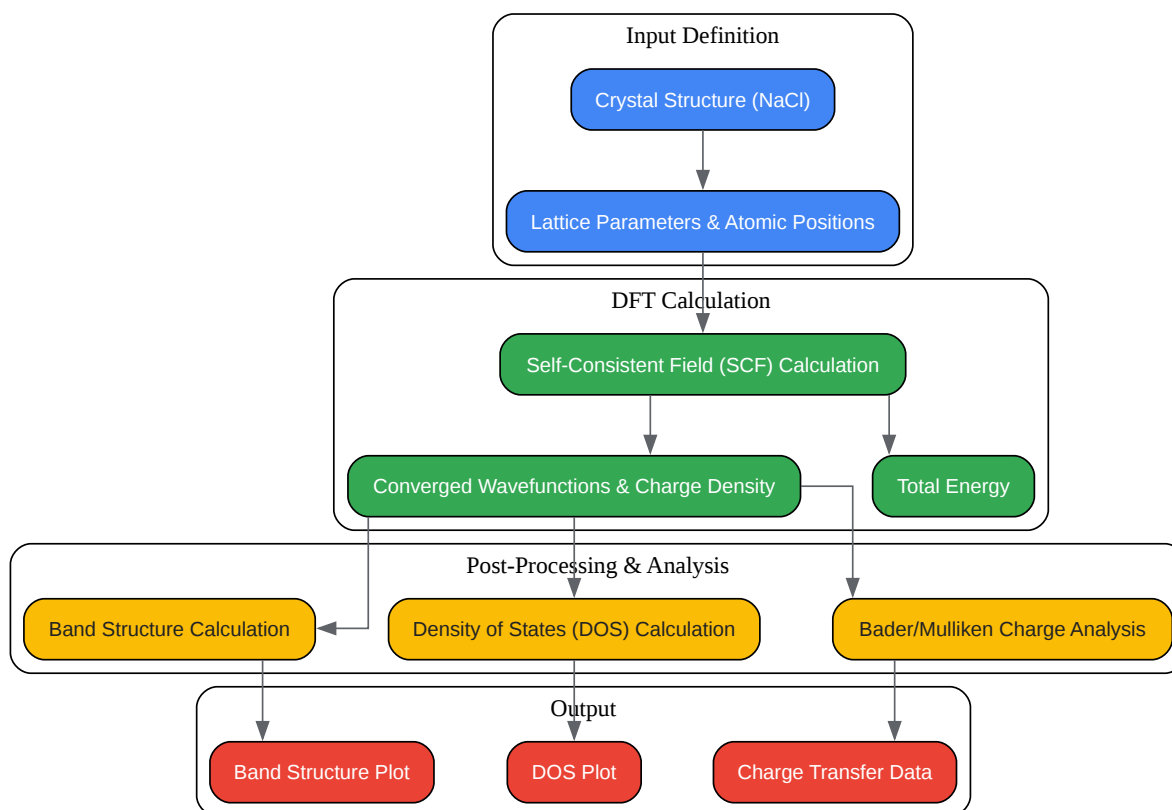 Input Definition
Crystal Structure (NaCl)
Lattice Parameters & Atomic Positions
DFT Calculation
Self-Consistent Field (SCF) Calculation
Converged Wavefunctions & Charge Density
Total Energy
Post-Processing & Analysis
Band Structure Calculation
Density of States (DOS) Calculation
Bader/Mulliken Charge Analysis
Output
Band Structure Plot
DOS Plot
Charge Transfer Data